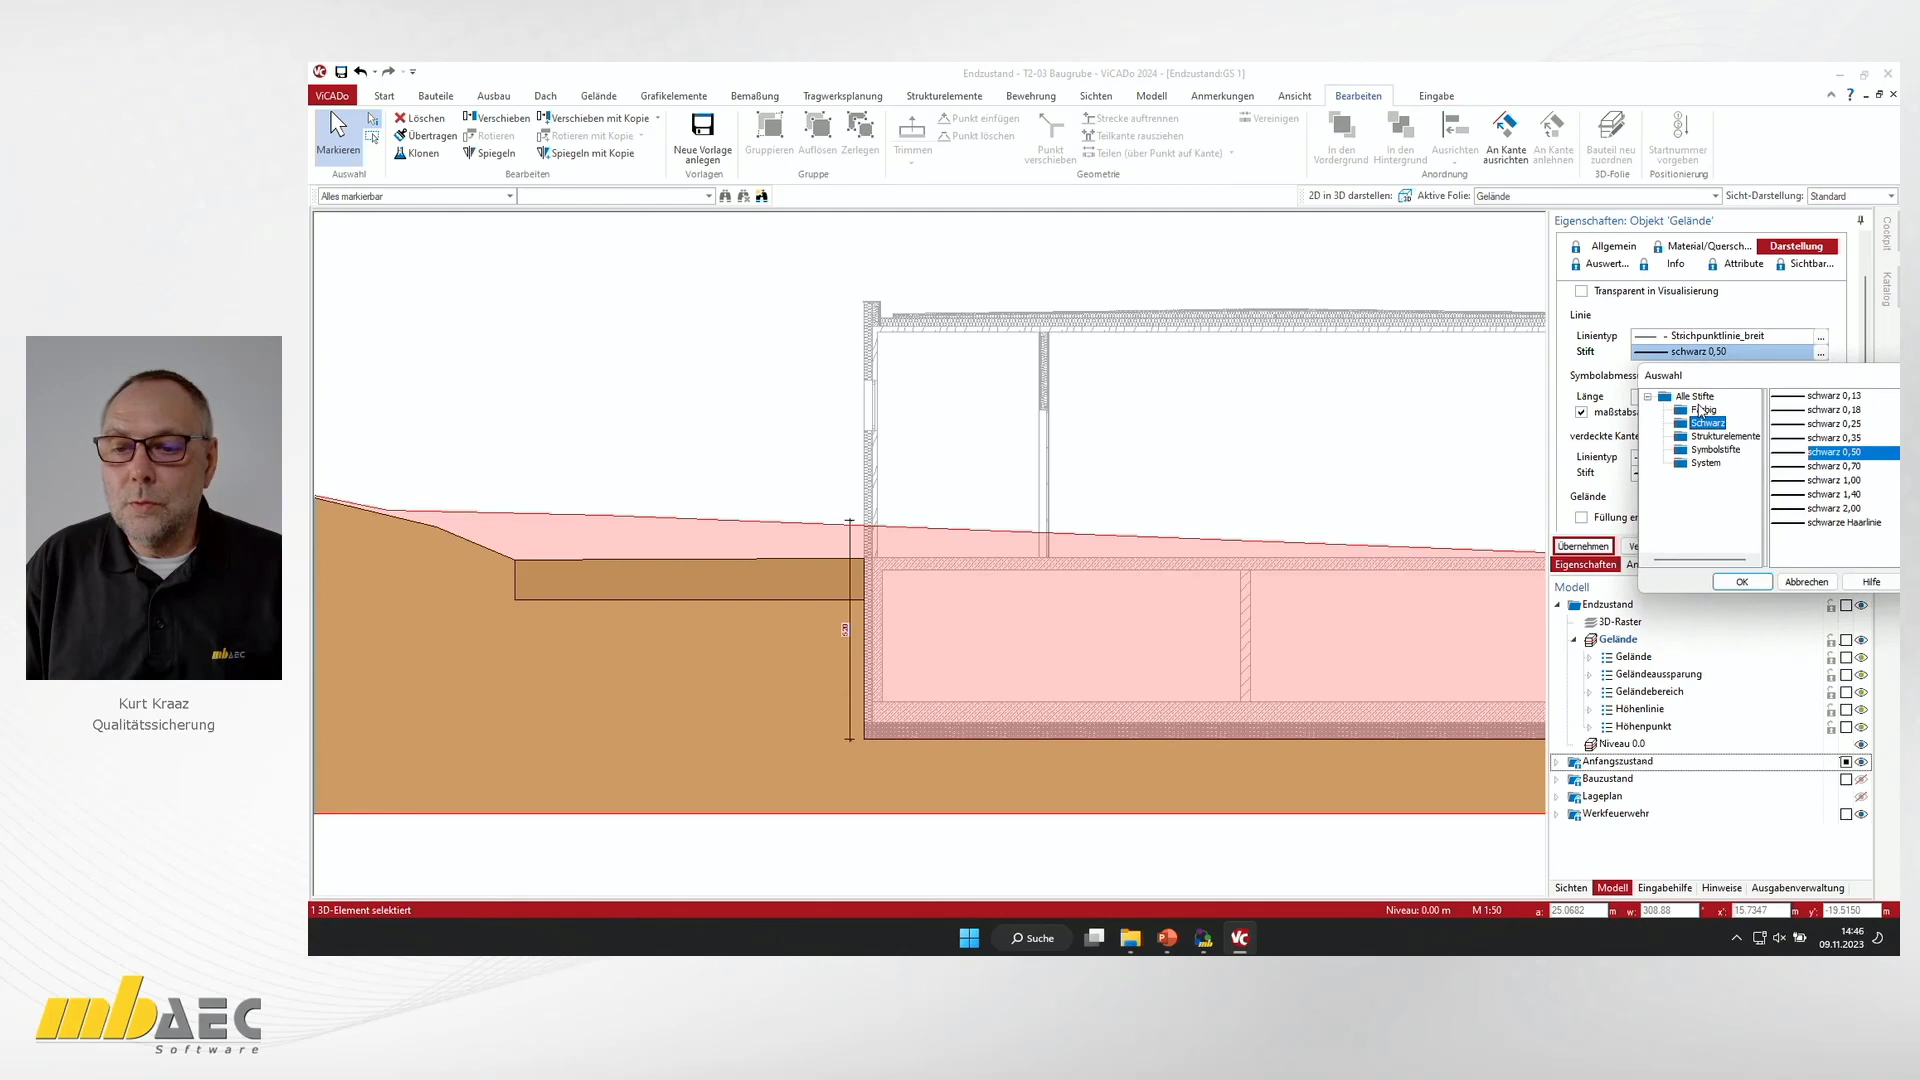 Endzustand - T2-03 Baugrube - ViCADo 2024 - [Endzustand:GS 1]
ViCADo Start Bauteile Ausbau Dach Gelände Grafikelemente Bemaßung Tragwerksplanung Strukturelemente Bewehrung Sichten Modell Anmerkungen Ansicht Bearbeiten Eingabe
Markieren
Auswahl
Löschen Verschieben Verschieben mit Kopie
Übertragen Rotieren Rotieren mit Kopie
Klonen Spiegeln Spiegeln mit Kopie
Bearbeiten
Neue Vorlage
anlegen
Vorlagen
Gruppieren Auflösen Zerlegen
Gruppe
Trimmen
Punkt einfügen
Punkt löschen
Punkt
verschieben
Strecke auftrennen
Teilkante rausziehen
Teilen (über Punkt auf Kante)
Vereinigen
Geometrie
In den
Vordergrund
In den
Hintergrund
Ausrichten
An Kante
ausrichten
An Kante
anlehnen
Anordnung
Bauteil neu
zuordnen
3D-Folie
Startnummer
vorgeben
Positionierung
Alles markierbar
2D in 3D darstellen: Aktive Folie: Gelände Sicht-Darstellung: Standard
Eigenschaften: Objekt 'Gelände'
Allgemein Material/Quersch... Darstellung
Auswert... Info Attribute Sichtbar...
Transparent in Visualisierung
Linie
Linientyp Strichpunktlinie_breit ...
Stift schwarz 0,50 ...
Symbolabmess
Länge
maßstabs
verdeckte Kante
Linientyp
Stift
Gelände
Füllung er
Übernehmen Ve
Eigenschaften An
Auswahl
Alle Stifte
Farbig
Schwarz
Strukturelemente
Symbolstifte
System
schwarz 0,13
schwarz 0,18
schwarz 0,25
schwarz 0,35
schwarz 0,50
schwarz 0,70
schwarz 1,00
schwarz 1,40
schwarz 2,00
schwarze Haarlinie
OK Abbrechen Hilfe
Cockpit
Katalog
Modell
Endzustand
3D-Raster
Gelände
Gelände
Geländeaussparung
Geländebereich
Höhenlinie
Höhenpunkt
Niveau 0.0
Anfangszustand
Bauzustand
Lageplan
Werkfeuerwehr
Sichten Modell Eingabehilfe Hinweise Ausgabenverwaltung
1 3D-Element selektiert
Niveau: 0.00 m M 1:50 a: 25.0682 m w: 308.88 ° x': 15.7347 m y': -19.5150 m
Suche
14:46
09.11.2023
mbAEC
Kurt Kraaz
Qualitätssicherung
mbAEC
Software